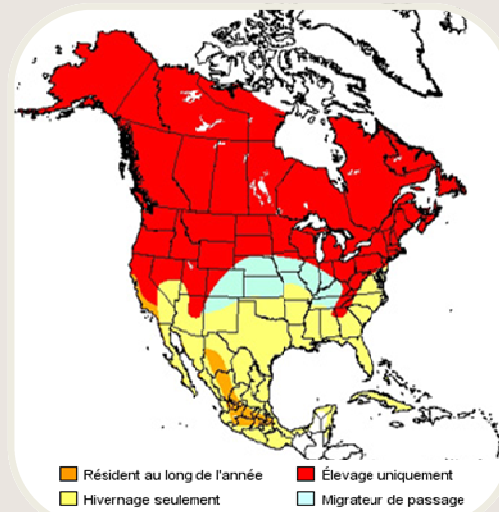 Résident au long de l'année
Élevage uniquement
Hivernage seulement
Migrateur de passage